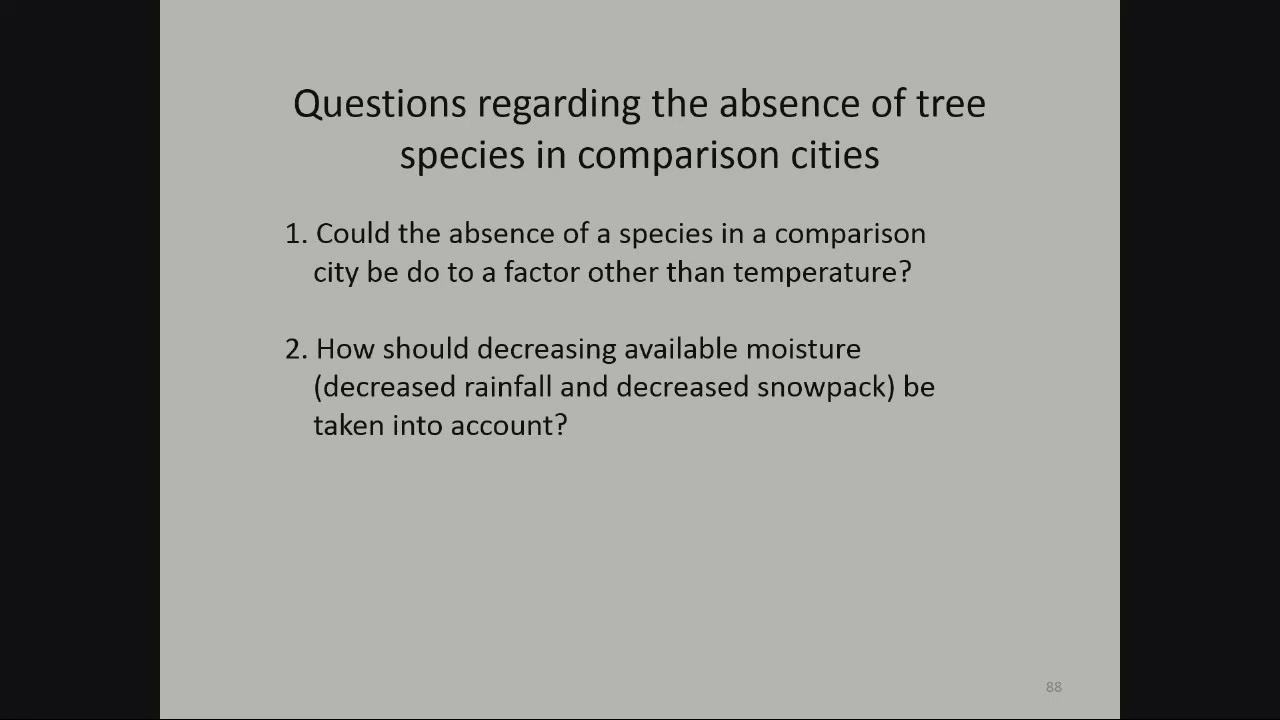 Questions regarding the absence of tree
species in comparison cities
1. Could the absence of a species in a comparison
city be do to a factor other than temperature?
2. How should decreasing available moisture
(decreased rainfall and decreased snowpack) be
taken into account?
88